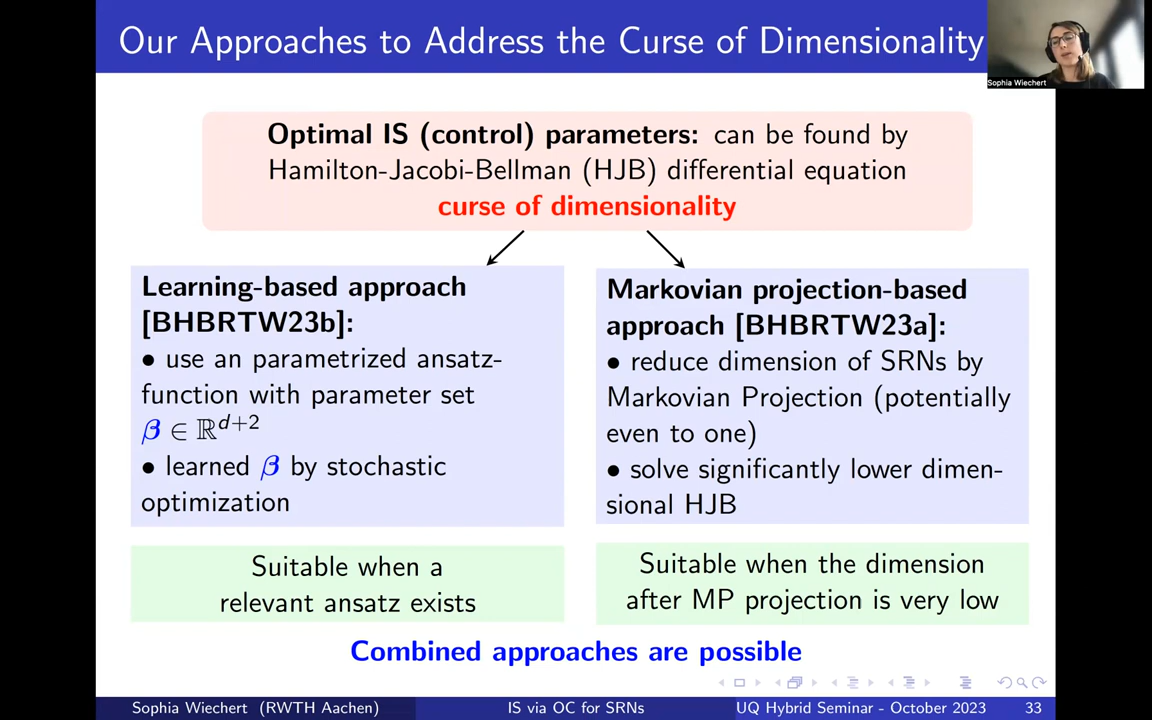 Our Approaches to Address the Curse of Dimensionality
Sophia Wiechert
Optimal IS (control) parameters: can be found by
Hamilton-Jacobi-Bellman (HJB) differential equation
curse of dimensionality
Learning-based approach
[BHBRTW23b]:
• use an parametrized ansatz-
function with parameter set
β ∈ ℝ^{d+2}
• learned β by stochastic
optimization
Suitable when a
relevant ansatz exists
Markovian projection-based
approach [BHBRTW23a]:
• reduce dimension of SRNs by
Markovian Projection (potentially
even to one)
• solve significantly lower dimen-
sional HJB
Suitable when the dimension
after MP projection is very low
Combined approaches are possible
Sophia Wiechert (RWTH Aachen)
IS via OC for SRNs
UQ Hybrid Seminar - October 2023
33